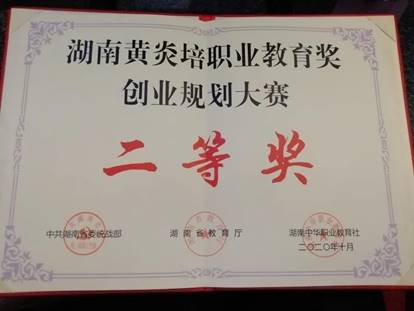 湖南黄炎培职业教育奖
创业规划大赛
二等奖
中共湖南省委统战部 湖南省教育厅 湖南中华职业教育社
二〇二〇年十月